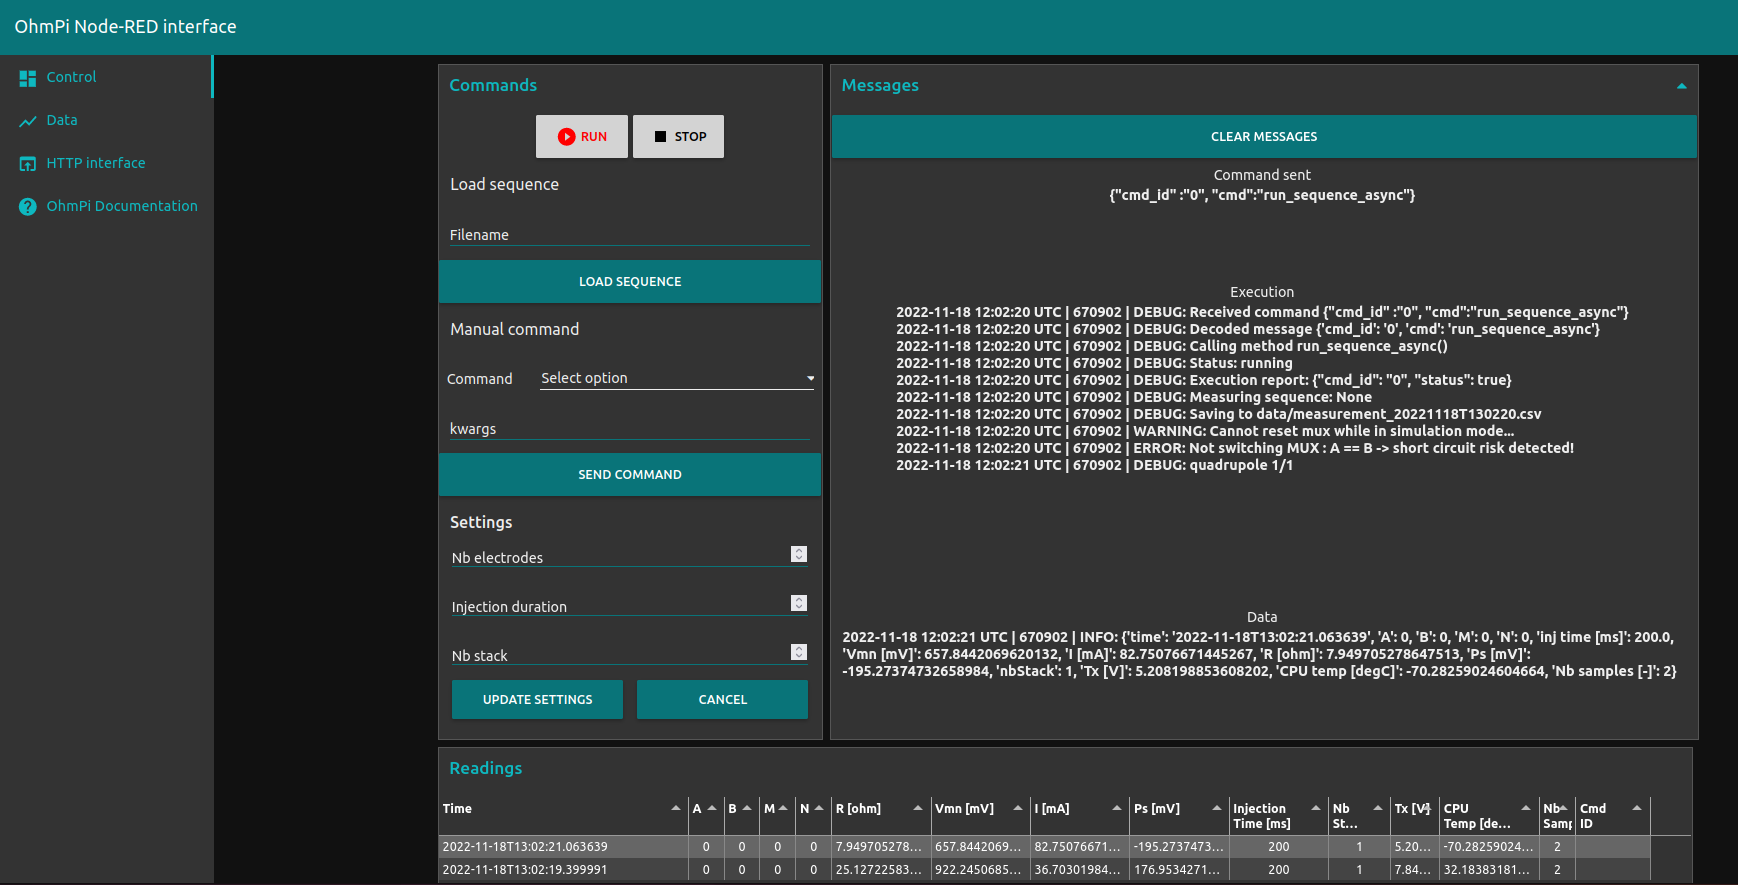 OhmPi Node-RED interface
Control
Data
HTTP interface
OhmPi Documentation
Commands
RUN
STOP
Load sequence
Filename
LOAD SEQUENCE
Manual command
Command Select option
kwargs
SEND COMMAND
Settings
Nb electrodes
Injection duration
Nb stack
UPDATE SETTINGS CANCEL
Messages
CLEAR MESSAGES
Command sent
{"cmd_id" :"0", "cmd":"run_sequence_async"}
Execution
2022-11-18 12:02:20 UTC | 670902 | DEBUG: Received command {"cmd_id" :"0", "cmd":"run_sequence_async"}
2022-11-18 12:02:20 UTC | 670902 | DEBUG: Decoded message {'cmd_id': '0', 'cmd': 'run_sequence_async'}
2022-11-18 12:02:20 UTC | 670902 | DEBUG: Calling method run_sequence_async()
2022-11-18 12:02:20 UTC | 670902 | DEBUG: Status: running
2022-11-18 12:02:20 UTC | 670902 | DEBUG: Execution report: {"cmd_id": "0", "status": true}
2022-11-18 12:02:20 UTC | 670902 | DEBUG: Measuring sequence: None
2022-11-18 12:02:20 UTC | 670902 | DEBUG: Saving to data/measurement_20221118T130220.csv
2022-11-18 12:02:20 UTC | 670902 | WARNING: Cannot reset mux while in simulation mode...
2022-11-18 12:02:20 UTC | 670902 | ERROR: Not switching MUX : A == B -> short circuit risk detected!
2022-11-18 12:02:21 UTC | 670902 | DEBUG: quadrupole 1/1
Data
2022-11-18 12:02:21 UTC | 670902 | INFO: {'time': '2022-11-18T13:02:21.063639', 'A': 0, 'B': 0, 'M': 0, 'N': 0, 'inj time [ms]': 200.0,
'Vmn [mV]': 657.8442069620132, 'I [mA]': 82.75076671445267, 'R [ohm]': 7.949705278647513, 'Ps [mV]':
-195.27374732658984, 'nbStack': 1, 'Tx [V]': 5.208198853608202, 'CPU temp [degC]': -70.28259024604664, 'Nb samples [-]': 2}
Readings
Time A B M N R [ohm] Vmn [mV] I [mA] Ps [mV] Injection Nb Tx [V] CPU Nb Cmd
Time [ms] St... Temp [de... Samp ID
2022-11-18T13:02:21.063639 0 0 0 0 7.949705278... 657.8442069... 82.75076671... -195.2737473... 200 1 5.20... -70.28259024... 2
2022-11-18T13:02:19.399991 0 0 0 0 25.12722583... 922.2450685... 36.70301984... 176.9534271... 200 1 7.84... 32.18383181... 2